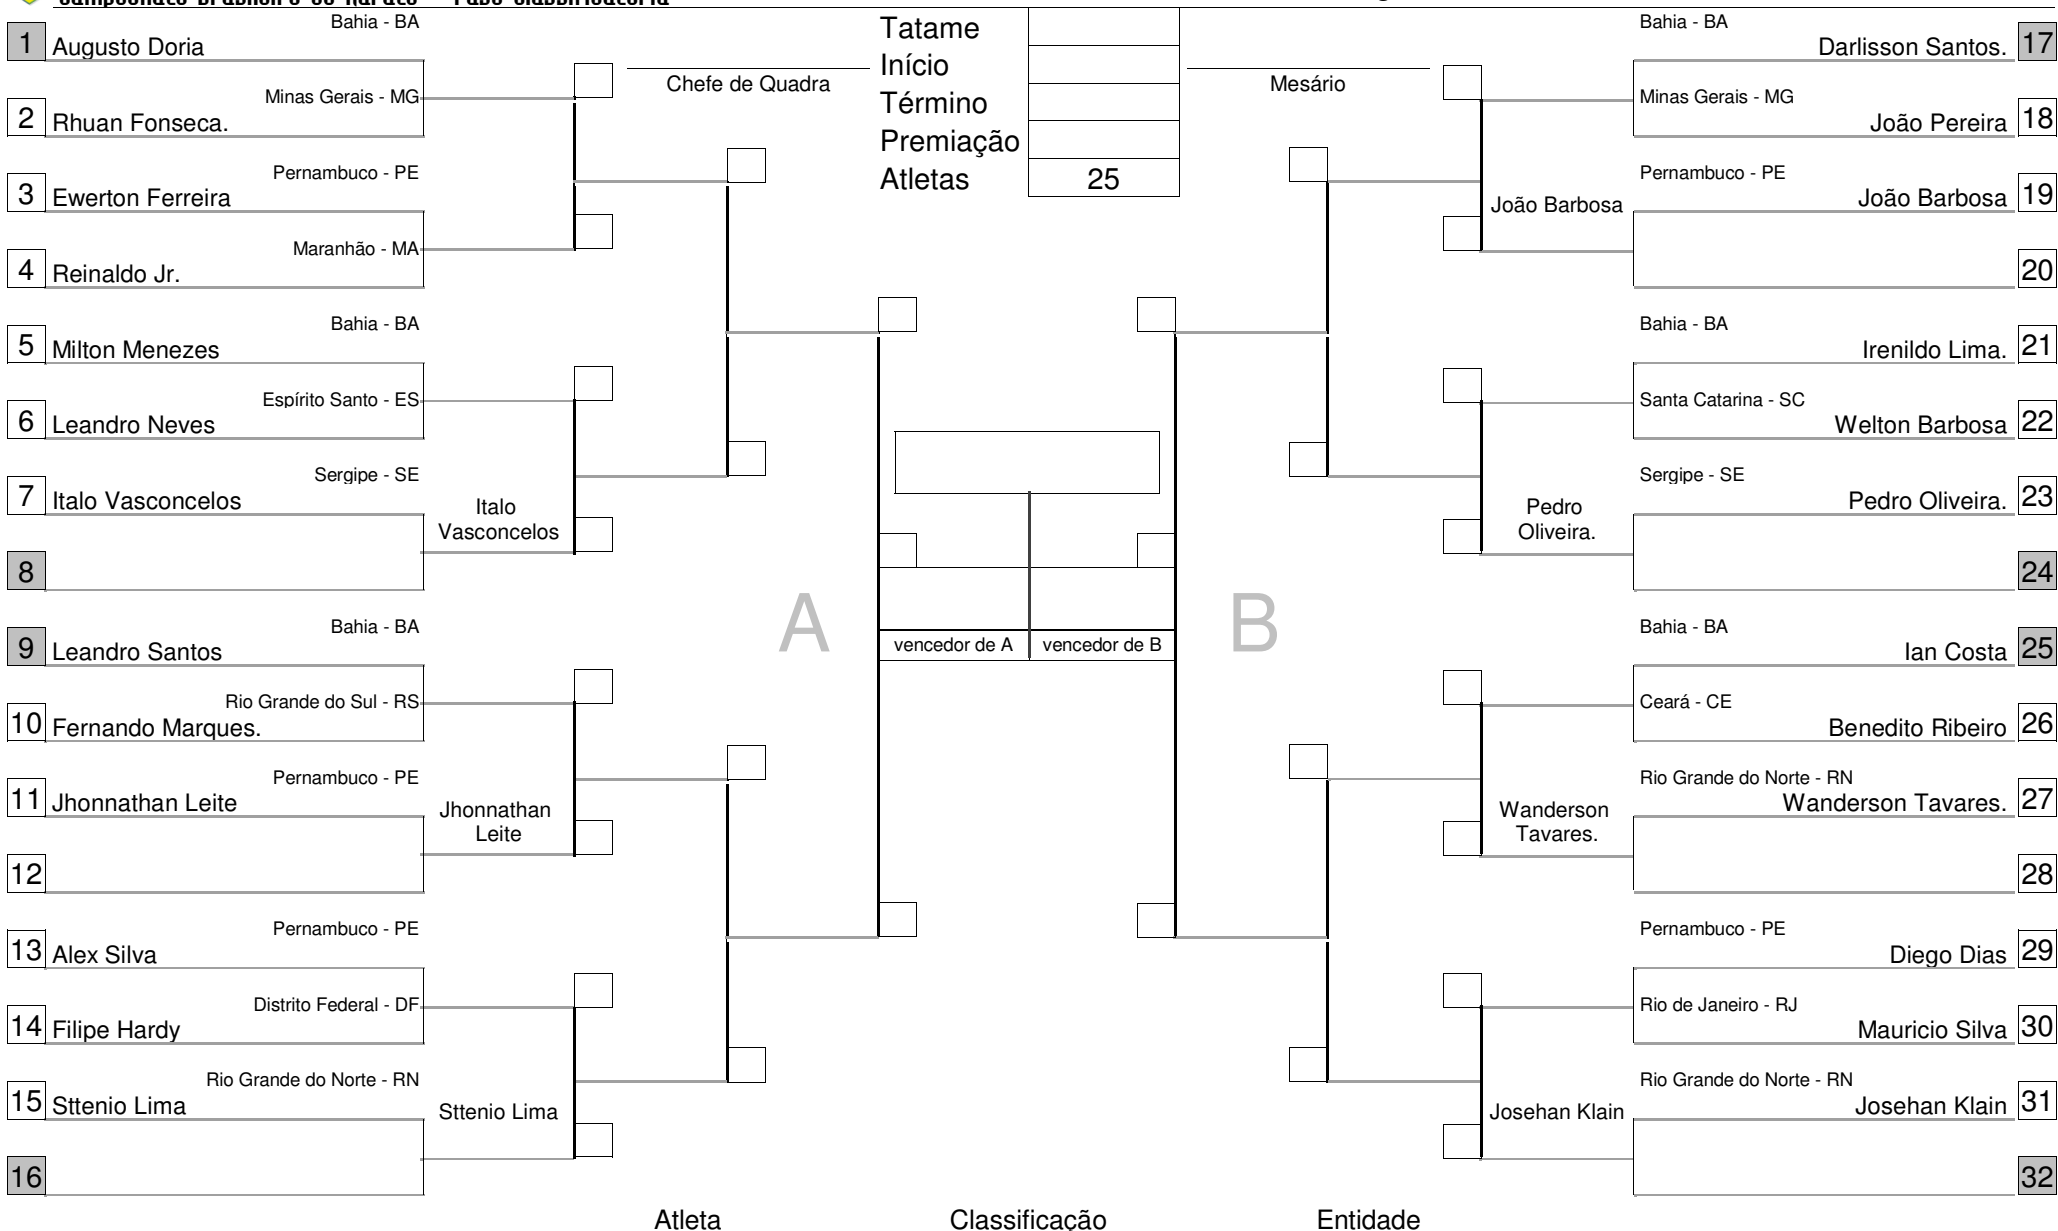 Bahia - BA
1 Augusto Doria
Minas Gerais - MG
2 Rhuan Fonseca.
Pernambuco - PE
3 Ewerton Ferreira
Maranhão - MA
4 Reinaldo Jr.
Bahia - BA
5 Milton Menezes
Espírito Santo - ES
6 Leandro Neves
Sergipe - SE
7 Italo Vasconcelos
8
Bahia - BA
9 Leandro Santos
Rio Grande do Sul - RS
10 Fernando Marques.
Pernambuco - PE
11 Jhonnathan Leite
12
Pernambuco - PE
13 Alex Silva
Distrito Federal - DF
14 Filipe Hardy
Rio Grande do Norte - RN
15 Sttenio Lima
16
Italo
Vasconcelos
Jhonnathan
Leite
Sttenio Lima
Chefe de Quadra
Tatame
Início
Término
Premiação
Atletas 25
Mesário
A
B
vencedor de A vencedor de B
João Barbosa
Pedro
Oliveira.
Wanderson
Tavares.
Josehan Klain
Bahia - BA
Darlisson Santos. 17
Minas Gerais - MG
João Pereira 18
Pernambuco - PE
João Barbosa 19
20
Bahia - BA
Irenildo Lima. 21
Santa Catarina - SC
Welton Barbosa 22
Sergipe - SE
Pedro Oliveira. 23
24
Bahia - BA
Ian Costa 25
Ceará - CE
Benedito Ribeiro 26
Rio Grande do Norte - RN
Wanderson Tavares. 27
28
Pernambuco - PE
Diego Dias 29
Rio de Janeiro - RJ
Mauricio Silva 30
Rio Grande do Norte - RN
Josehan Klain 31
32
Atleta Classificação Entidade